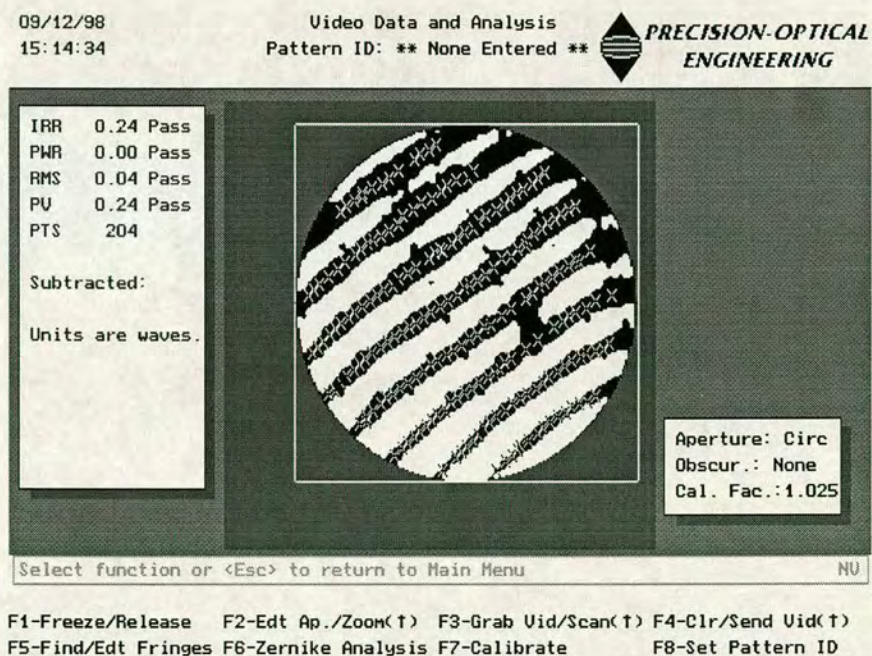 09/12/98
15:14:34
Video Data and Analysis
Pattern ID: ** None Entered **
PRECISION-OPTICAL
ENGINEERING
IRR 0.24 Pass
PWR 0.00 Pass
RMS 0.04 Pass
PV 0.24 Pass
PTS 204
Subtracted:
Units are waves.
Aperture: Circ
Obscur.: None
Cal. Fac.:1.025
Select function or <Esc> to return to Main Menu NV
F1-Freeze/Release F2-Edt Ap./Zoom(↑) F3-Grab Vid/Scan(↑) F4-Clr/Send Vid(↑)
F5-Find/Edt Fringes F6-Zernike Analysis F7-Calibrate F8-Set Pattern ID